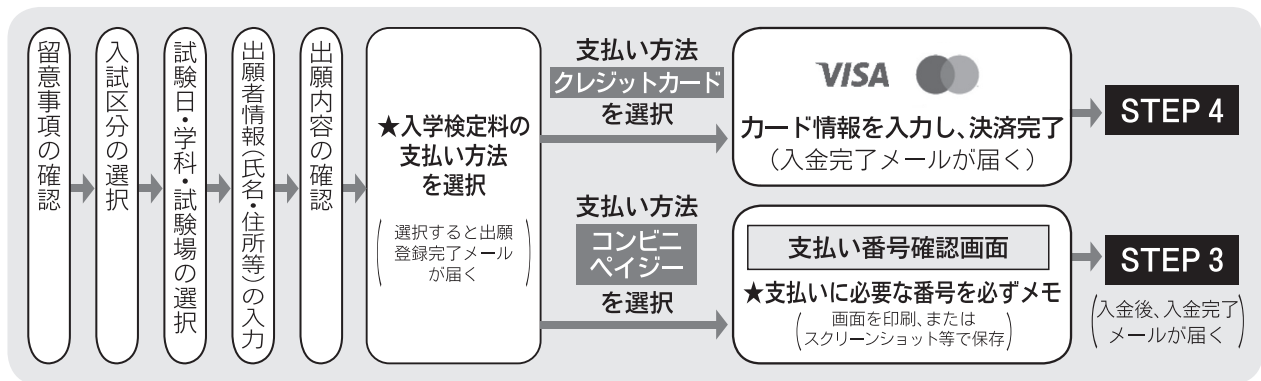 留意事項の確認
入試区分の選択
試験日・学科・試験場の選択
出願者情報(氏名・住所等)の入力
出願内容の確認
★入学検定料の
支払い方法
を選択
(選択すると出願
登録完了メール
が届く)
支払い方法
クレジットカード
を選択
VISA
カード情報を入力し、決済完了
(入金完了メールが届く)
STEP 4
支払い方法
コンビニ
ペイジー
を選択
支払い番号確認画面
★支払いに必要な番号を必ずメモ
(画面を印刷、または
スクリーンショット等で保存)
STEP 3
(入金後、入金完了
メールが届く)